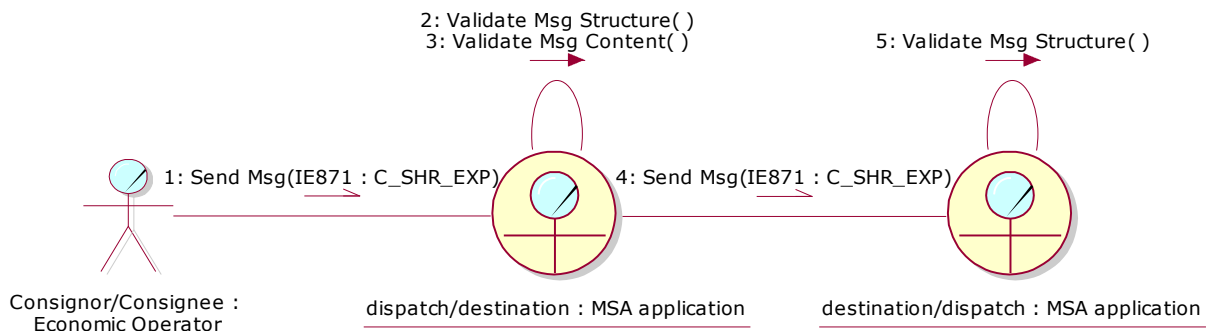 2: Validate Msg Structure( )
3: Validate Msg Content( )
5: Validate Msg Structure( )
1: Send Msg(IE871 : C_SHR_EXP)
4: Send Msg(IE871 : C_SHR_EXP)
Consignor/Consignee :
Economic Operator
dispatch/destination : MSA application
destination/dispatch : MSA application